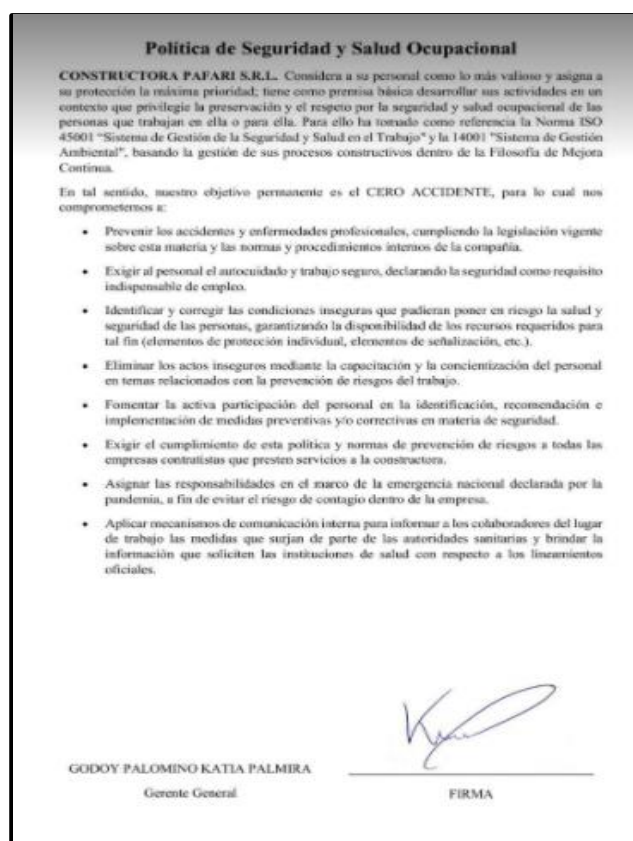 Política de Seguridad y Salud Ocupacional
CONSTRUCTORA PAFARI S.R.L. Considera a su personal como lo más valioso y asigna a
su protección la máxima prioridad; tiene como premisa básica desarrollar sus actividades en un
contexto que privilegie la preservación y el respeto por la seguridad y salud ocupacional de las
personas que trabajan en ella o para ella. Para ello ha tomado como referencia la Norma ISO
45001 "Sistema de Gestión de la Seguridad y Salud en el Trabajo" y la 14001 "Sistema de Gestión
Ambiental", basando la gestión de sus procesos constructivos dentro de la Filosofía de Mejora
Continua.
En tal sentido, nuestro objetivo permanente es el CERO ACCIDENTE, para lo cual nos
comprometemos a:
• Prevenir los accidentes y enfermedades profesionales, cumpliendo la legislación vigente
sobre esta materia y las normas y procedimientos internos de la compañía.
• Exigir al personal el autocuidado y trabajo seguro, declarando la seguridad como requisito
indispensable de empleo.
• Identificar y corregir las condiciones inseguras que pudieran poner en riesgo la salud y
seguridad de las personas, garantizando la disponibilidad de los recursos requeridos para
tal fin (elementos de protección individual, elementos de señalización, etc.).
• Eliminar los actos inseguros mediante la capacitación y la concientización del personal
en temas relacionados con la prevención de riesgos del trabajo.
• Fomentar la activa participación del personal en la identificación, recomendación e
implementación de medidas preventivas y/o correctivas en materia de seguridad.
• Exigir el cumplimiento de esta política y normas de prevención de riesgos a todas las
empresas contratistas que presten servicios a la constructora.
• Asignar las responsabilidades en el marco de la emergencia nacional declarada por la
pandemia, a fin de evitar el riesgo de contagio dentro de la empresa.
• Aplicar mecanismos de comunicación interna para informar a los colaboradores del lugar
de trabajo las medidas que surjan de parte de las autoridades sanitarias y brindar la
información que soliciten las instituciones de salud con respecto a los lineamientos
oficiales.
GODOY PALOMINO KATIA PALMIRA
Gerente General
FIRMA